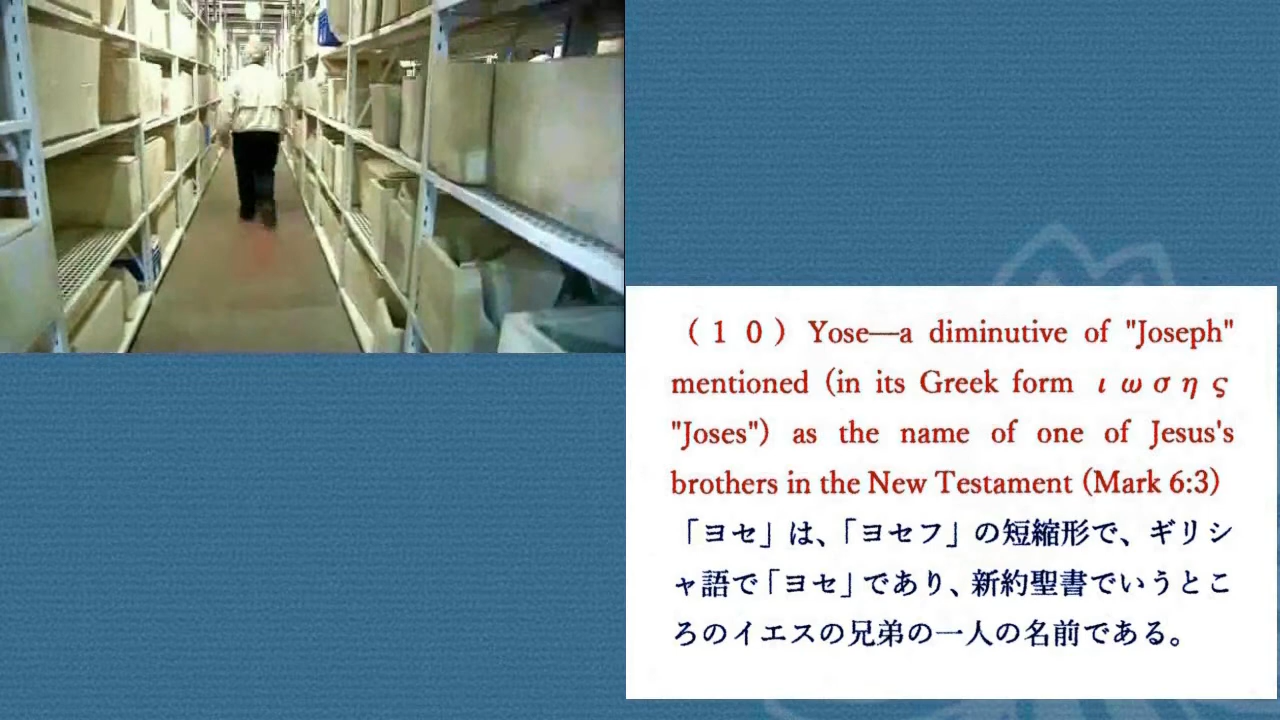 （１０）Yose—a diminutive of "Joseph"
mentioned (in its Greek form ιωσης
"Joses") as the name of one of Jesus's
brothers in the New Testament (Mark 6:3)
「ヨセ」は、「ヨセフ」の短縮形で、ギリシ
ャ語で「ヨセ」であり、新約聖書でいうとこ
ろのイエスの兄弟の一人の名前である。